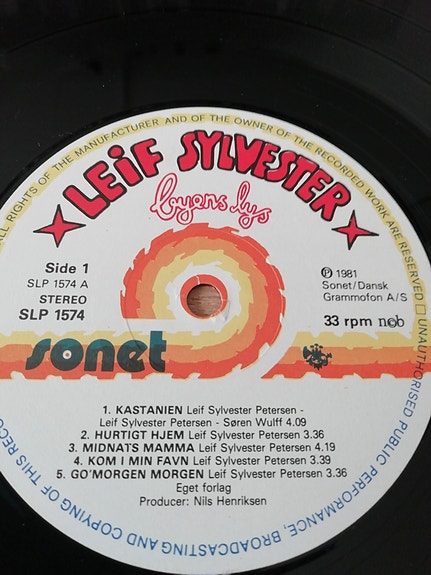 ALL RIGHTS OF THE MANUFACTURER AND OF THE OWNER OF THE RECORDED WORK ARE RESERVED □ UNAUTHORISED PUBLIC PERFORMANCE, BROADCASTING AND COPYING OF THIS RECO
LEiF SYLVESTER
byens lys
Side 1
SLP 1574 A
STEREO
SLP 1574
Ⓟ 1981
Sonet/Dansk
Grammofon A/S
33 rpm ncb
sonet
1. KASTANIEN Leif Sylvester Petersen -
Leif Sylvester Petersen - Søren Wulff 4.09
2. HURTIGT HJEM Leif Sylvester Petersen 3.36
3. MIDNATS MAMMA Leif Sylvester Petersen 4.19
4. KOM I MIN FAVN Leif Sylvester Petersen 3.39
5. GO'MORGEN MORGEN Leif Sylvester Petersen 3.36
Eget forlag
Producer: Nils Henriksen